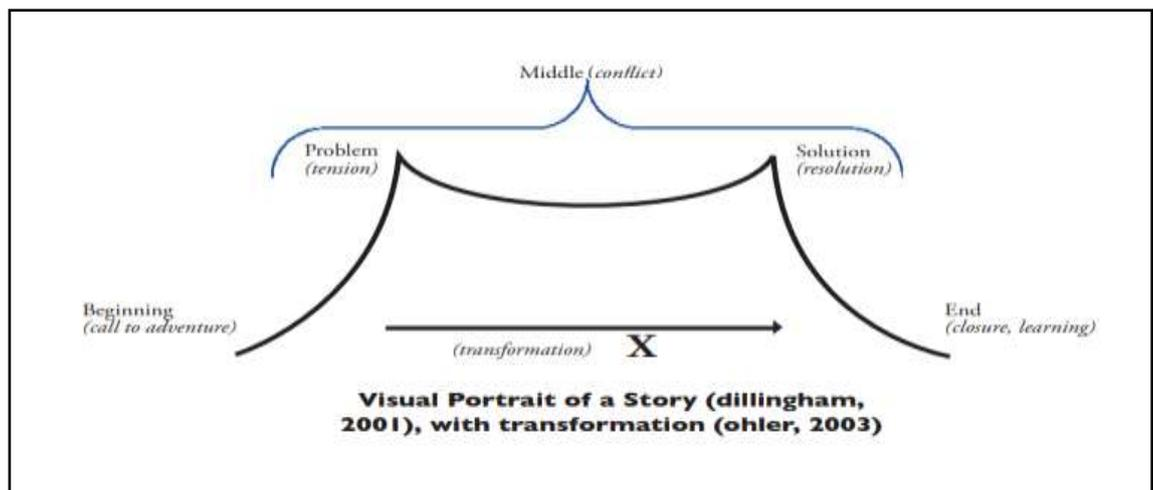 Middle (conflict)
Problem
(tension)
Solution
(resolution)
Beginning
(call to adventure)
End
(closure, learning)
(transformation) X
Visual Portrait of a Story (dillingham,
2001), with transformation (ohler, 2003)